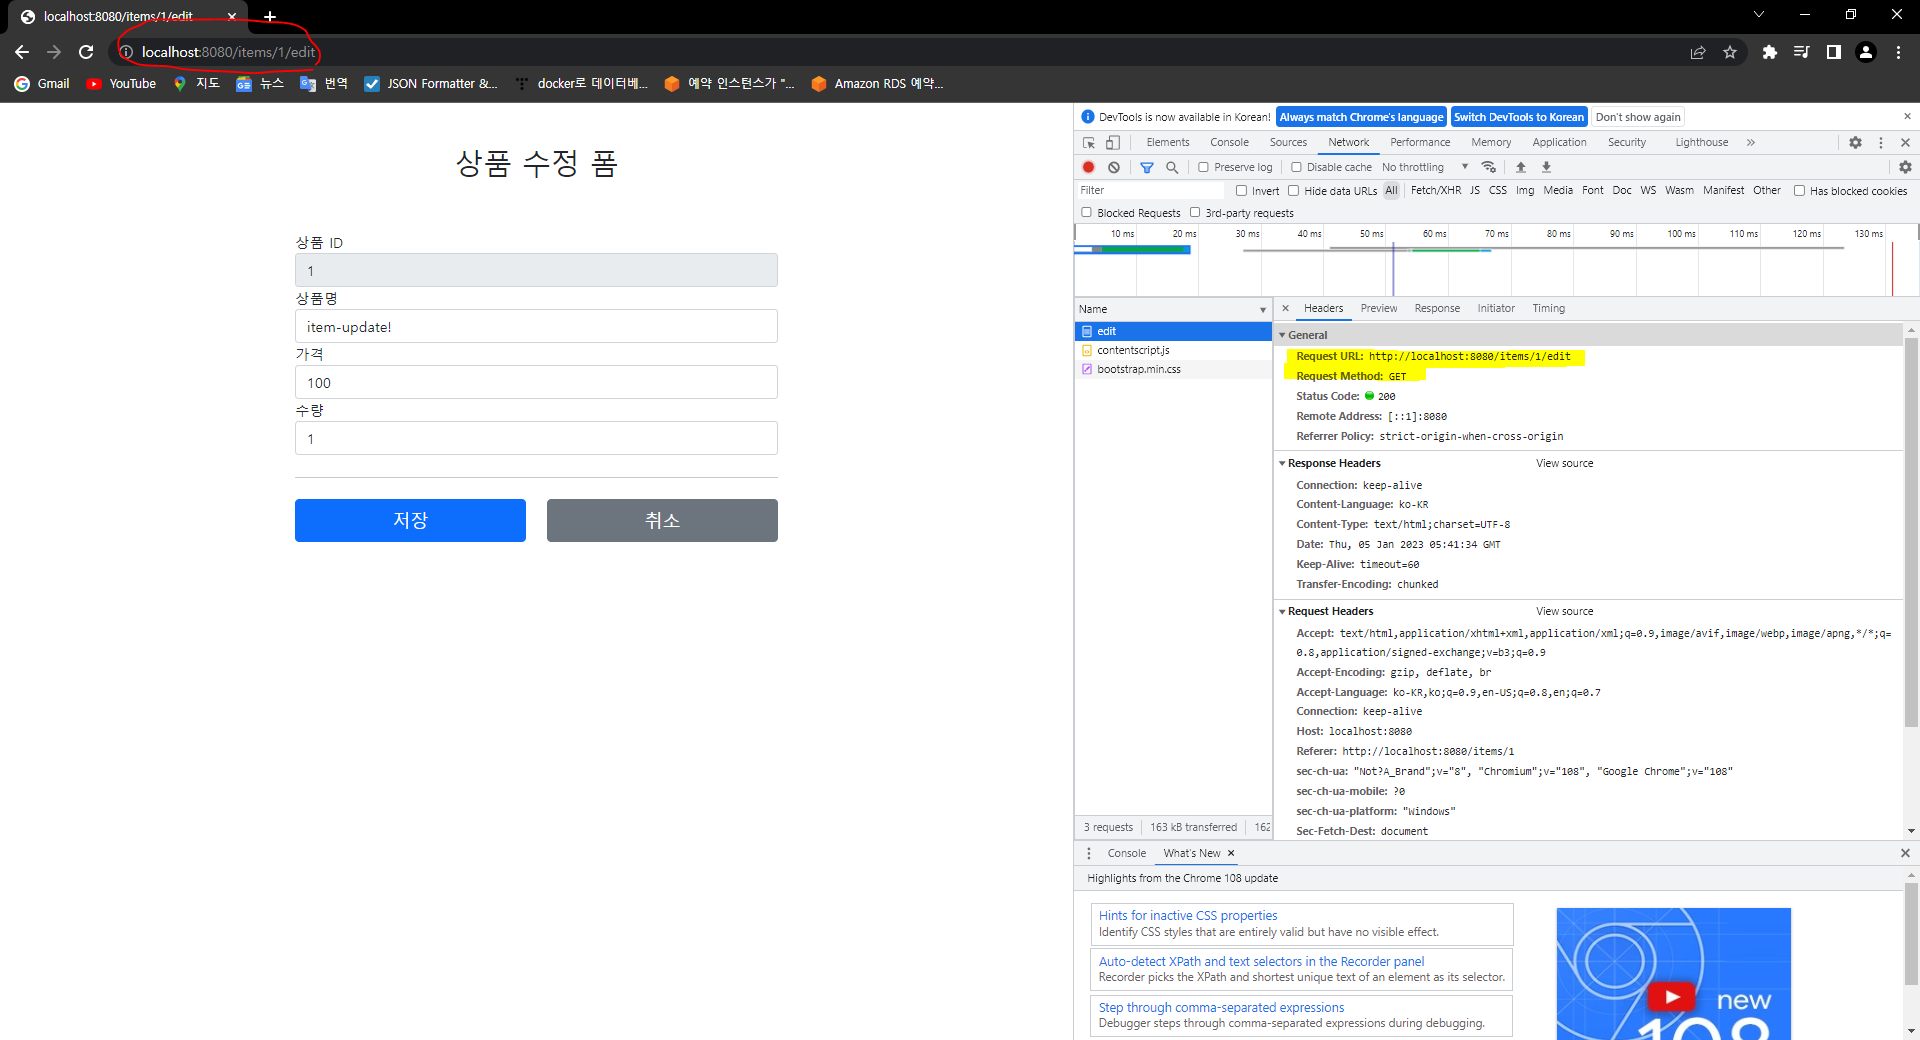 localhost:8080/items/1/edit
localhost:8080/items/1/edit
Gmail YouTube 지도 뉴스 번역 JSON Formatter &... docker로 데이터베... 예약 인스턴스가 "... Amazon RDS 예약...
상품 수정 폼
상품 ID
1
상품명
item-update!
가격
100
수량
1
저장 취소
DevTools is now available in Korean! Always match Chrome's language Switch DevTools to Korean Don't show again
Elements Console Sources Network Performance Memory Application Security Lighthouse
Preserve log Disable cache No throttling
Filter Invert Hide data URLs All Fetch/XHR JS CSS Img Media Font Doc WS Wasm Manifest Other Has blocked cookies
Blocked Requests 3rd-party requests
10 ms 20 ms 30 ms 40 ms 50 ms 60 ms 70 ms 80 ms 90 ms 100 ms 110 ms 120 ms 130 ms
Name
edit
contentscript.js
bootstrap.min.css
3 requests 163 kB transferred 162
Headers Preview Response Initiator Timing
General
Request URL: http://localhost:8080/items/1/edit
Request Method: GET
Status Code: 200
Remote Address: [::1]:8080
Referrer Policy: strict-origin-when-cross-origin
Response Headers View source
Connection: keep-alive
Content-Language: ko-KR
Content-Type: text/html;charset=UTF-8
Date: Thu, 05 Jan 2023 05:41:34 GMT
Keep-Alive: timeout=60
Transfer-Encoding: chunked
Request Headers View source
Accept: text/html,application/xhtml+xml,application/xml;q=0.9,image/avif,image/webp,image/apng,*/*;q=
0.8,application/signed-exchange;v=b3;q=0.9
Accept-Encoding: gzip, deflate, br
Accept-Language: ko-KR,ko;q=0.9,en-US;q=0.8,en;q=0.7
Connection: keep-alive
Host: localhost:8080
Referer: http://localhost:8080/items/1
sec-ch-ua: "Not?A_Brand";v="8", "Chromium";v="108", "Google Chrome";v="108"
sec-ch-ua-mobile: ?0
sec-ch-ua-platform: "Windows"
Sec-Fetch-Dest: document
Console What's New
Highlights from the Chrome 108 update
Hints for inactive CSS properties
Identify CSS styles that are entirely valid but have no visible effect.
Auto-detect XPath and text selectors in the Recorder panel
Recorder picks the XPath and shortest unique text of an element as its selector.
Step through comma-separated expressions
Debugger steps through comma-separated expressions during debugging.
new
108